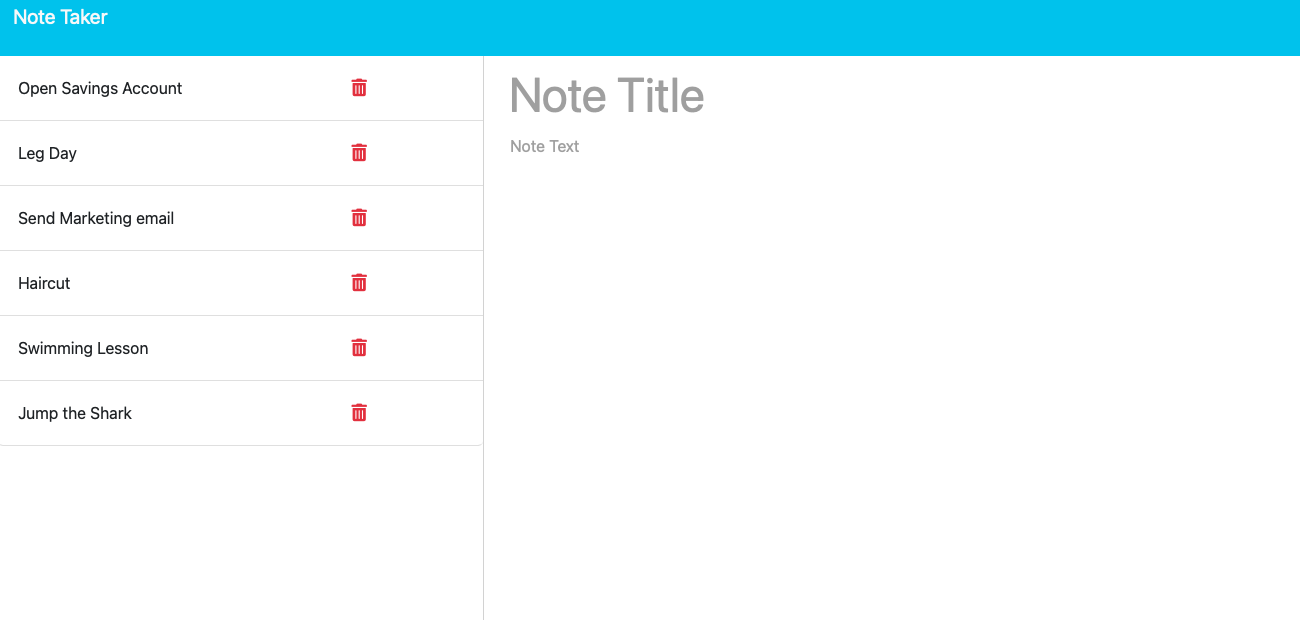 Note Taker
Open Savings Account
Leg Day
Send Marketing email
Haircut
Swimming Lesson
Jump the Shark
Note Title
Note Text